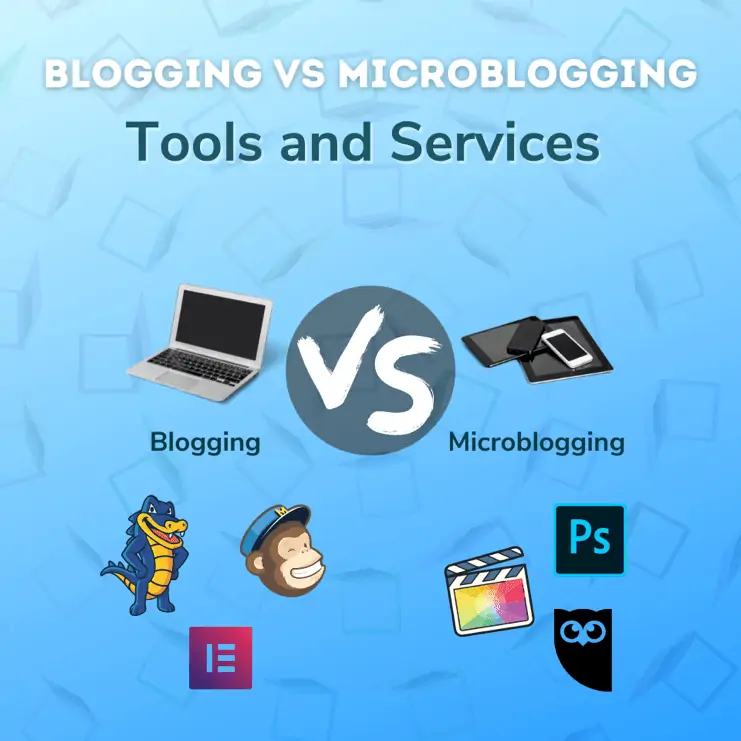 BLOGGING VS MICROBLOGGING
Tools and Services
VS
Blogging
Microblogging
M
Ps
E